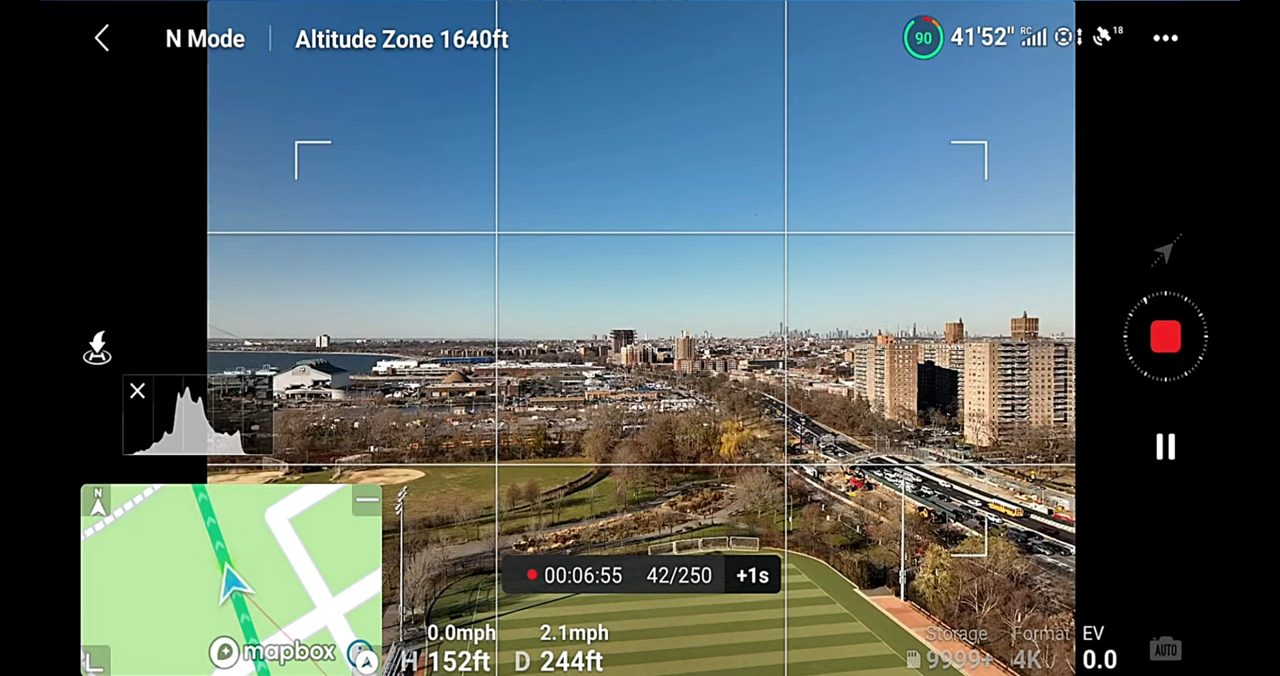 N Mode
Altitude Zone 1640ft
90
41'52"
RC
18
00:06:55
42/250
+1s
N
mapbox
0.0mph
2.1mph
H 152ft
D 244ft
Storage
9999+
Format
4K
EV
0.0
AUTO